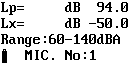 Lp=    dB  94.0
Lx=    dB -50.0
Range:60-140dBA
MIC. No:1